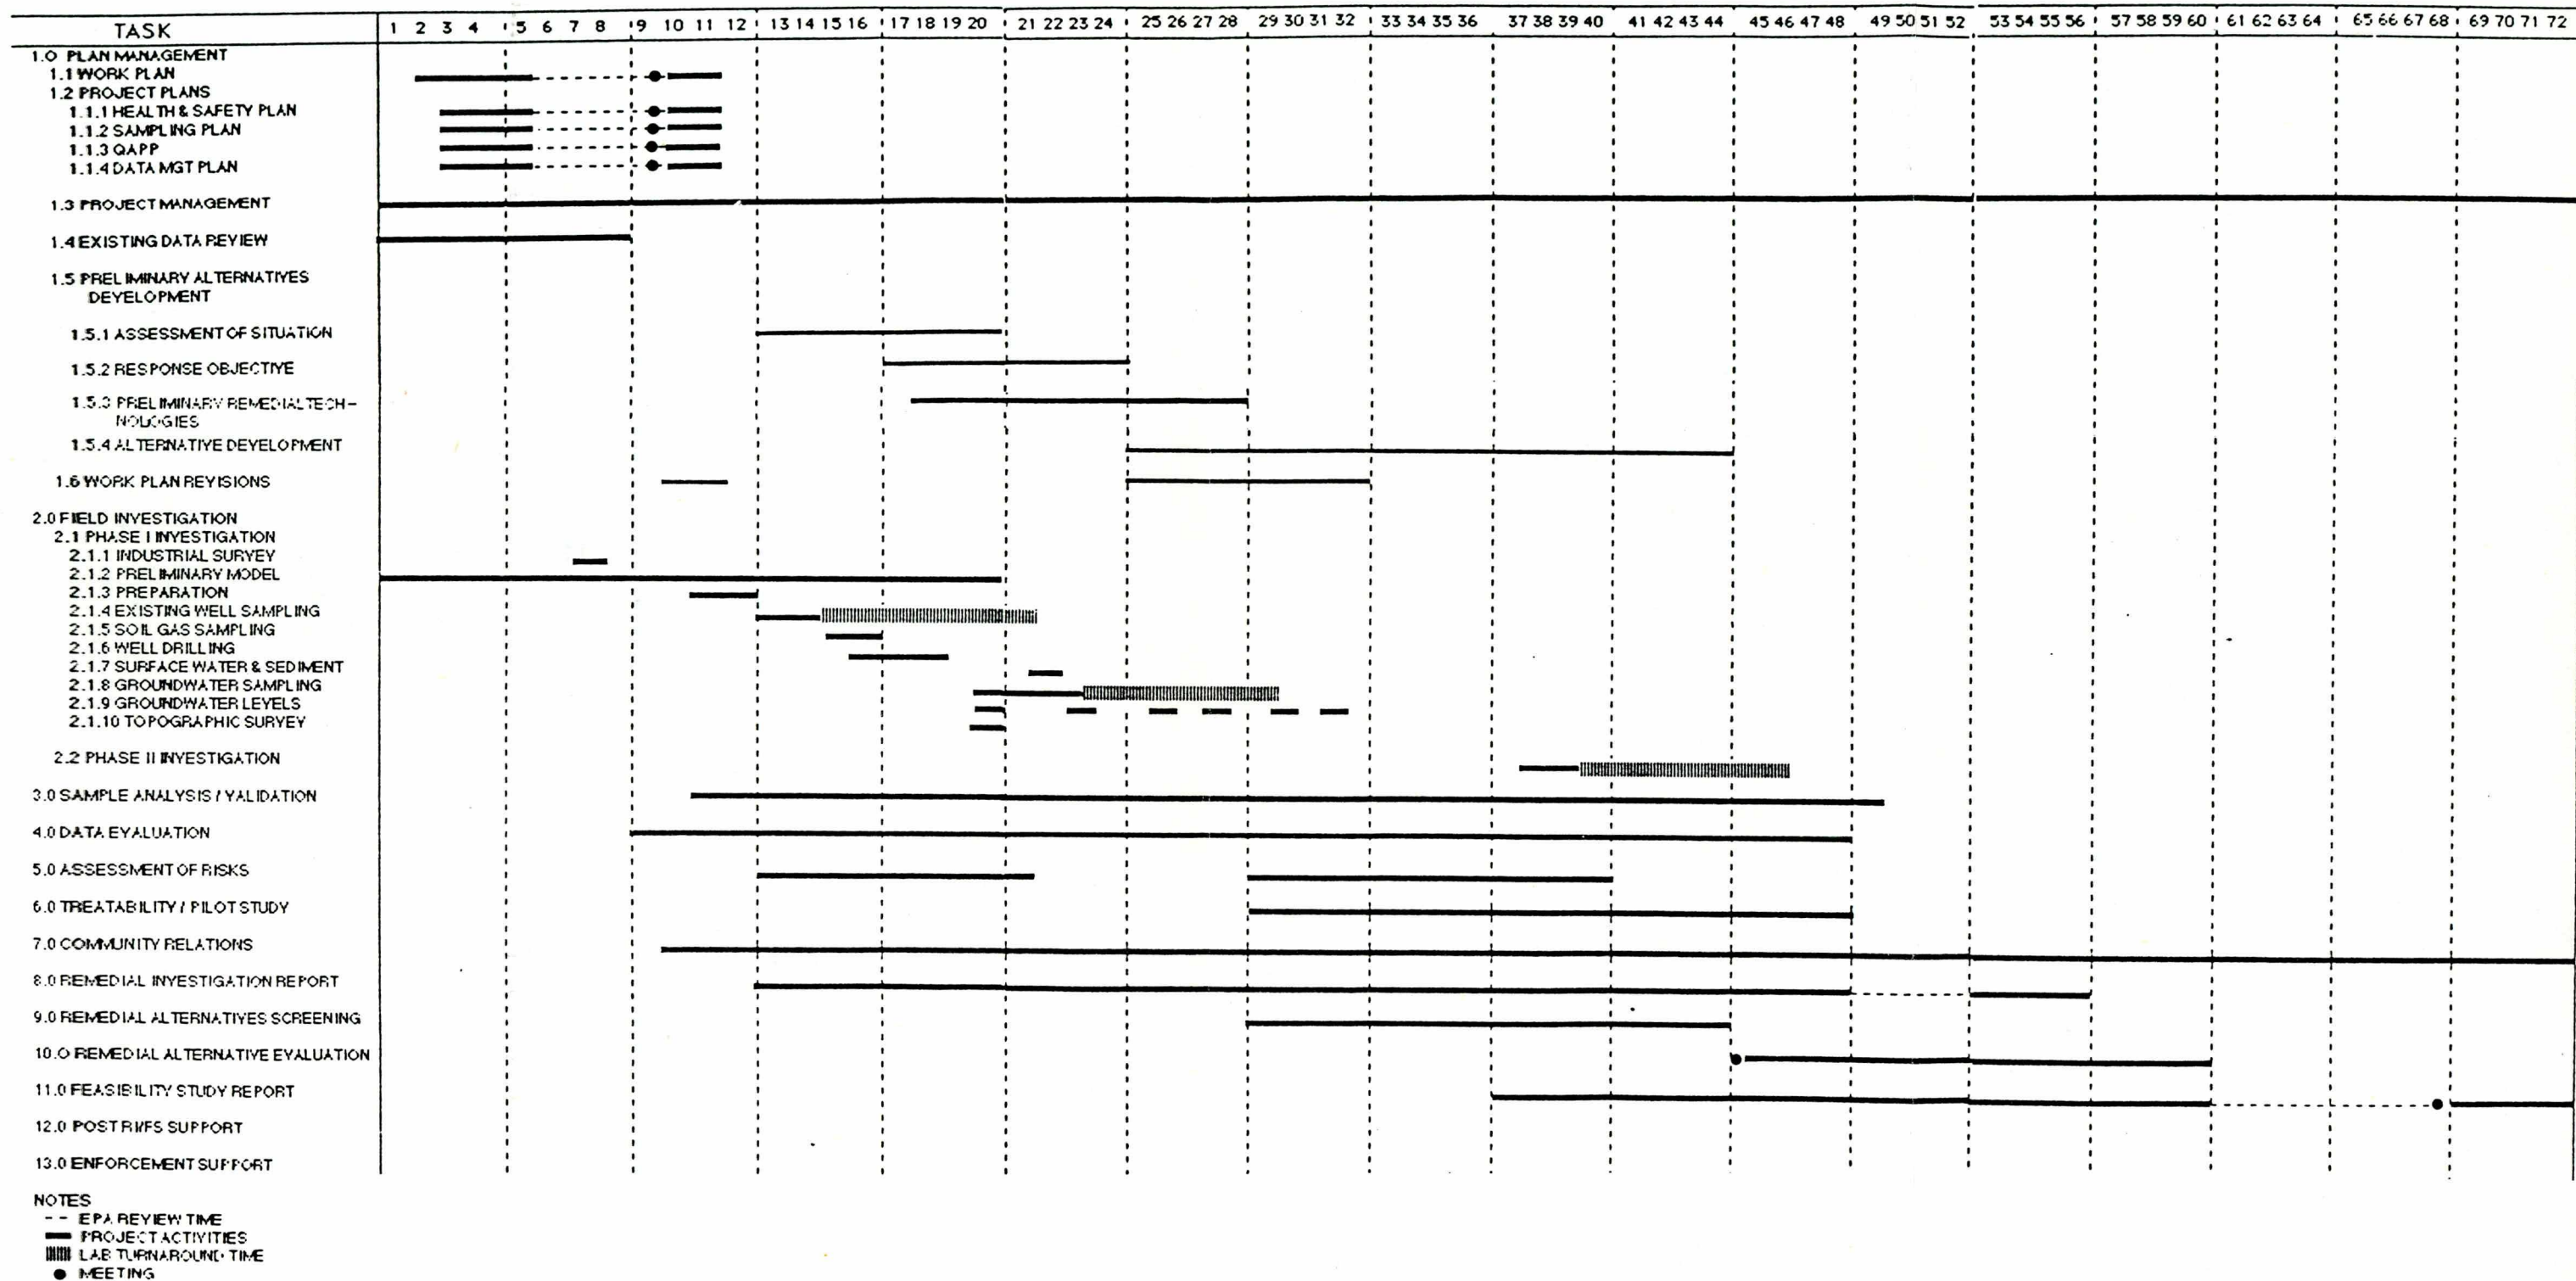 TASK 1 2 3 4 5 6 7 8 9 10 11 12 13 14 15 16 17 18 19 20 21 22 23 24 25 26 27 28 29 30 31 32 33 34 35 36 37 38 39 40 41 42 43 44 45 46 47 48 49 50 51 52 53 54 55 56 57 58 59 60 61 62 63 64 65 66 67 68 69 70 71 72
1.0 PLAN MANAGEMENT
1.1 WORK PLAN
1.2 PROJECT PLANS
1.1.1 HEALTH & SAFETY PLAN
1.1.2 SAMPLING PLAN
1.1.3 QAPP
1.1.4 DATA MGT PLAN
1.3 PROJECT MANAGEMENT
1.4 EXISTING DATA REVIEW
1.5 PRELIMINARY ALTERNATIVES
DEVELOPMENT
1.5.1 ASSESSMENT OF SITUATION
1.5.2 RESPONSE OBJECTIVE
1.5.3 PRELIMINARY REMEDIAL TECH-
NOLOGIES
1.5.4 ALTERNATIVE DEVELOPMENT
1.6 WORK PLAN REVISIONS
2.0 FIELD INVESTIGATION
2.1 PHASE I INVESTIGATION
2.1.1 INDUSTRIAL SURVEY
2.1.2 PRELIMINARY MODEL
2.1.3 PREPARATION
2.1.4 EXISTING WELL SAMPLING
2.1.5 SOIL GAS SAMPLING
2.1.6 WELL DRILLING
2.1.7 SURFACE WATER & SEDIMENT
2.1.8 GROUNDWATER SAMPLING
2.1.9 GROUNDWATER LEVELS
2.1.10 TOPOGRAPHIC SURVEY
2.2 PHASE II INVESTIGATION
3.0 SAMPLE ANALYSIS / VALIDATION
4.0 DATA EVALUATION
5.0 ASSESSMENT OF RISKS
6.0 TREATABILITY / PILOT STUDY
7.0 COMMUNITY RELATIONS
8.0 REMEDIAL INVESTIGATION REPORT
9.0 REMEDIAL ALTERNATIVES SCREENING
10.0 REMEDIAL ALTERNATIVE EVALUATION
11.0 FEASIBILITY STUDY REPORT
12.0 POST RI/FS SUPPORT
13.0 ENFORCEMENT SUPPORT
NOTES
EPA REVIEW TIME
PROJECT ACTIVITIES
LAB TURNAROUND TIME
MEETING